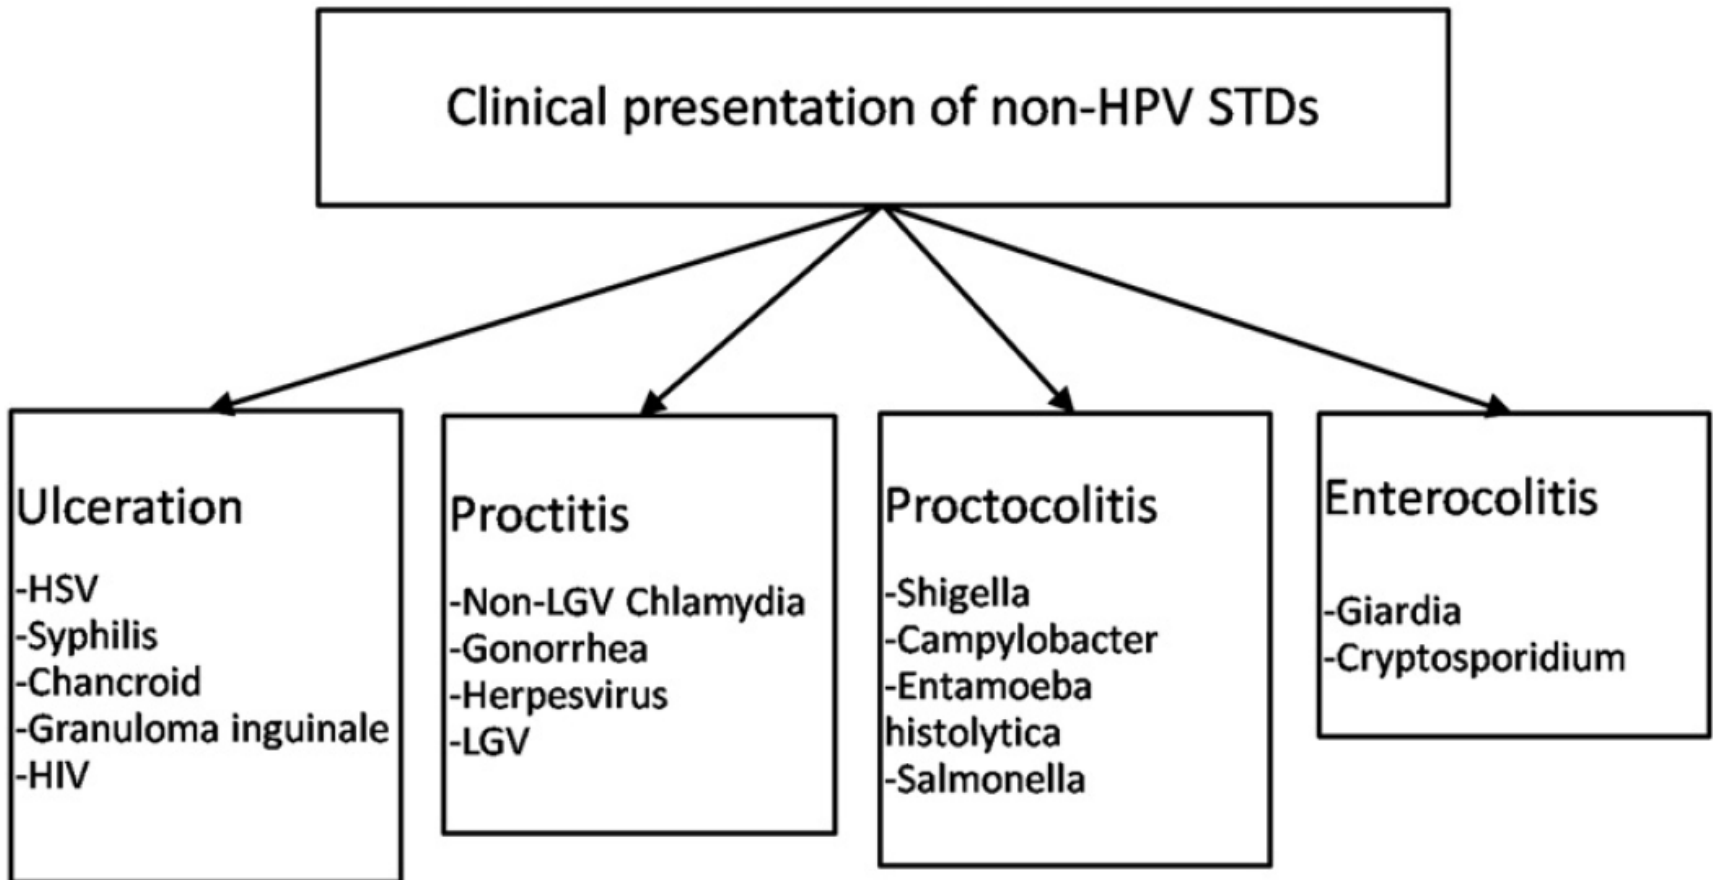 Clinical presentation of non-HPV STDs
Ulceration
-HSV
-Syphilis
-Chancroid
-Granuloma inguinale
-HIV
Proctitis
-Non-LGV Chlamydia
-Gonorrhea
-Herpesvirus
-LGV
Proctocolitis
-Shigella
-Campylobacter
-Entamoeba
histolytica
-Salmonella
Enterocolitis
-Giardia
-Cryptosporidium